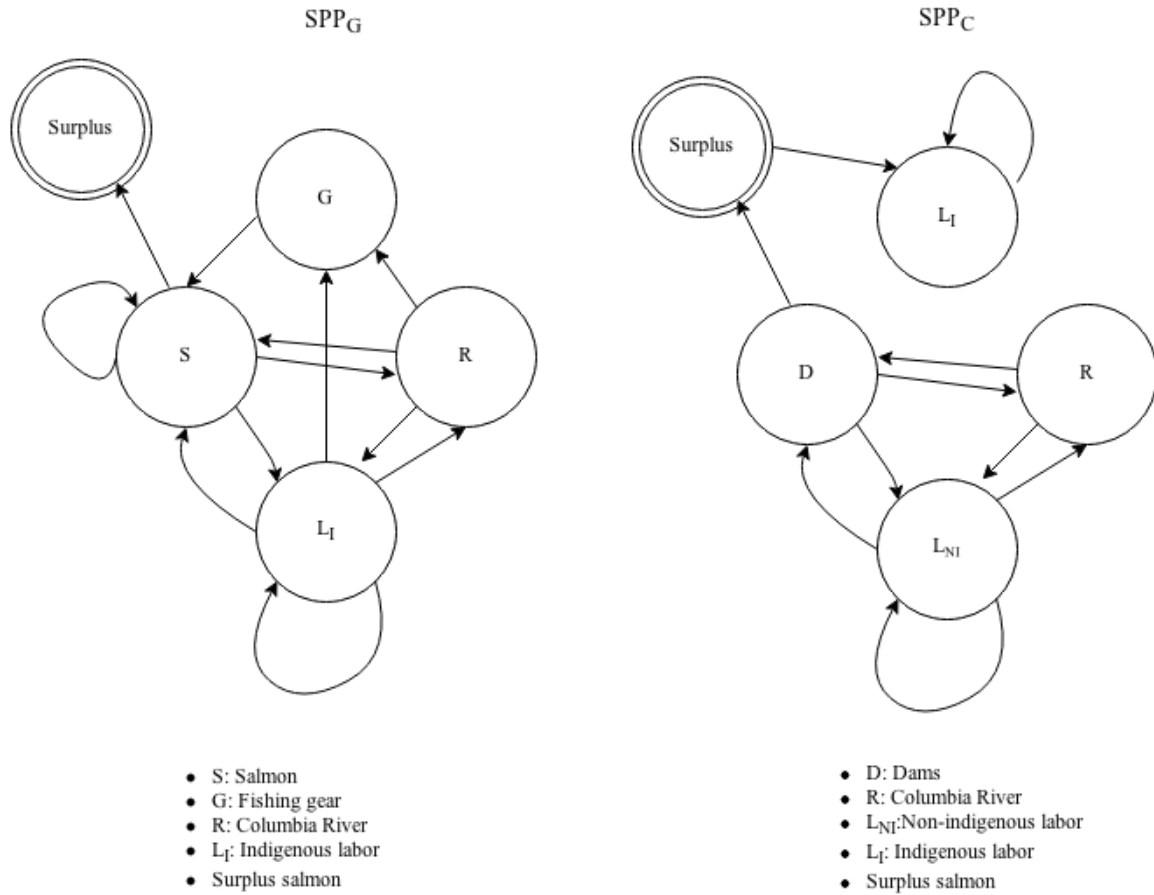 SPP_G
Surplus
G
S
R
L_I
● S: Salmon
● G: Fishing gear
● R: Columbia River
● L_I: Indigenous labor
● Surplus salmon
SPP_C
Surplus
L_I
D
R
L_NI
● D: Dams
● R: Columbia River
● L_NI:Non-indigenous labor
● L_I: Indigenous labor
● Surplus salmon